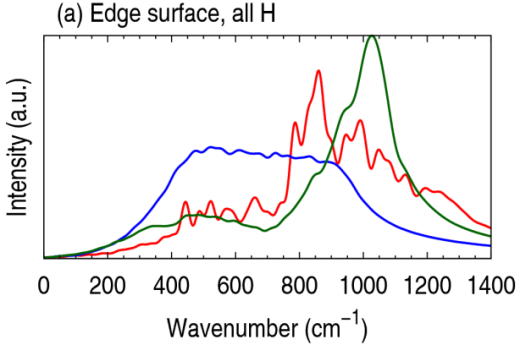 (a) Edge surface, all H
Intensity (a.u.)
0 200 400 600 800 1000 1200 1400
Wavenumber (cm⁻¹)